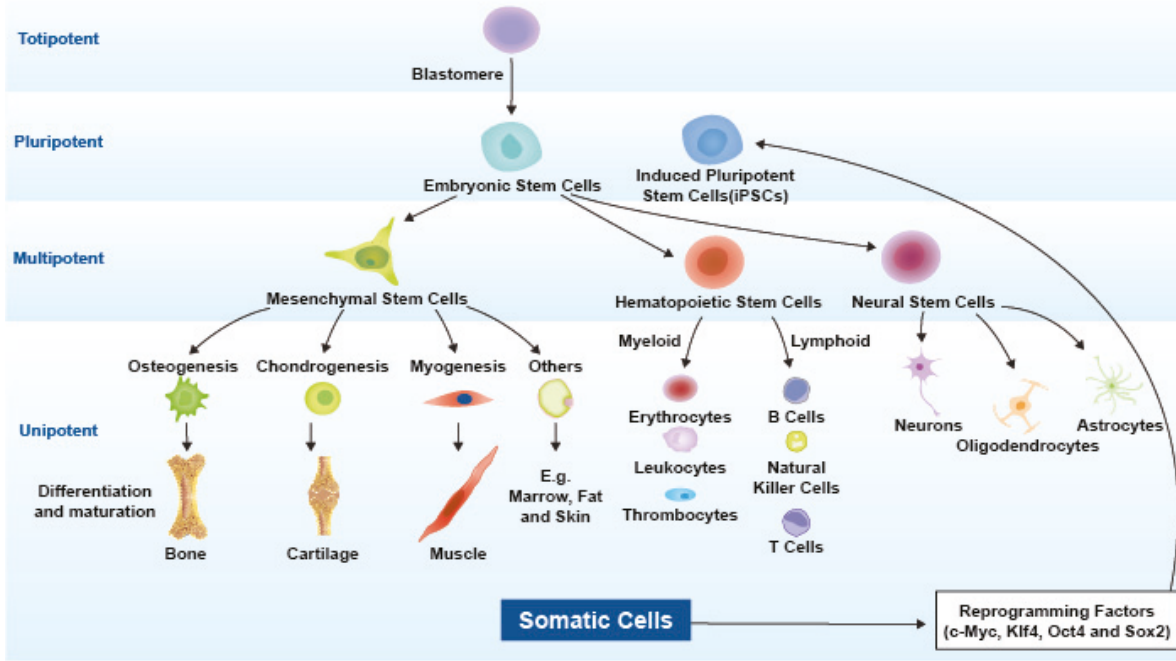 Totipotent
Blastomere
Pluripotent
Embryonic Stem Cells
Induced Pluripotent
Stem Cells(iPSCs)
Multipotent
Mesenchymal Stem Cells
Hematopoietic Stem Cells
Neural Stem Cells
Myeloid
Lymphoid
Osteogenesis
Chondrogenesis
Myogenesis
Others
Unipotent
Erythrocytes
Leukocytes
Thrombocytes
B Cells
Natural
Killer Cells
T Cells
Neurons
Oligodendrocytes
Astrocytes
Differentiation
and maturation
Bone
Cartilage
Muscle
E.g.
Marrow, Fat
and Skin
Somatic Cells
Reprogramming Factors
(c-Myc, Klf4, Oct4 and Sox2)